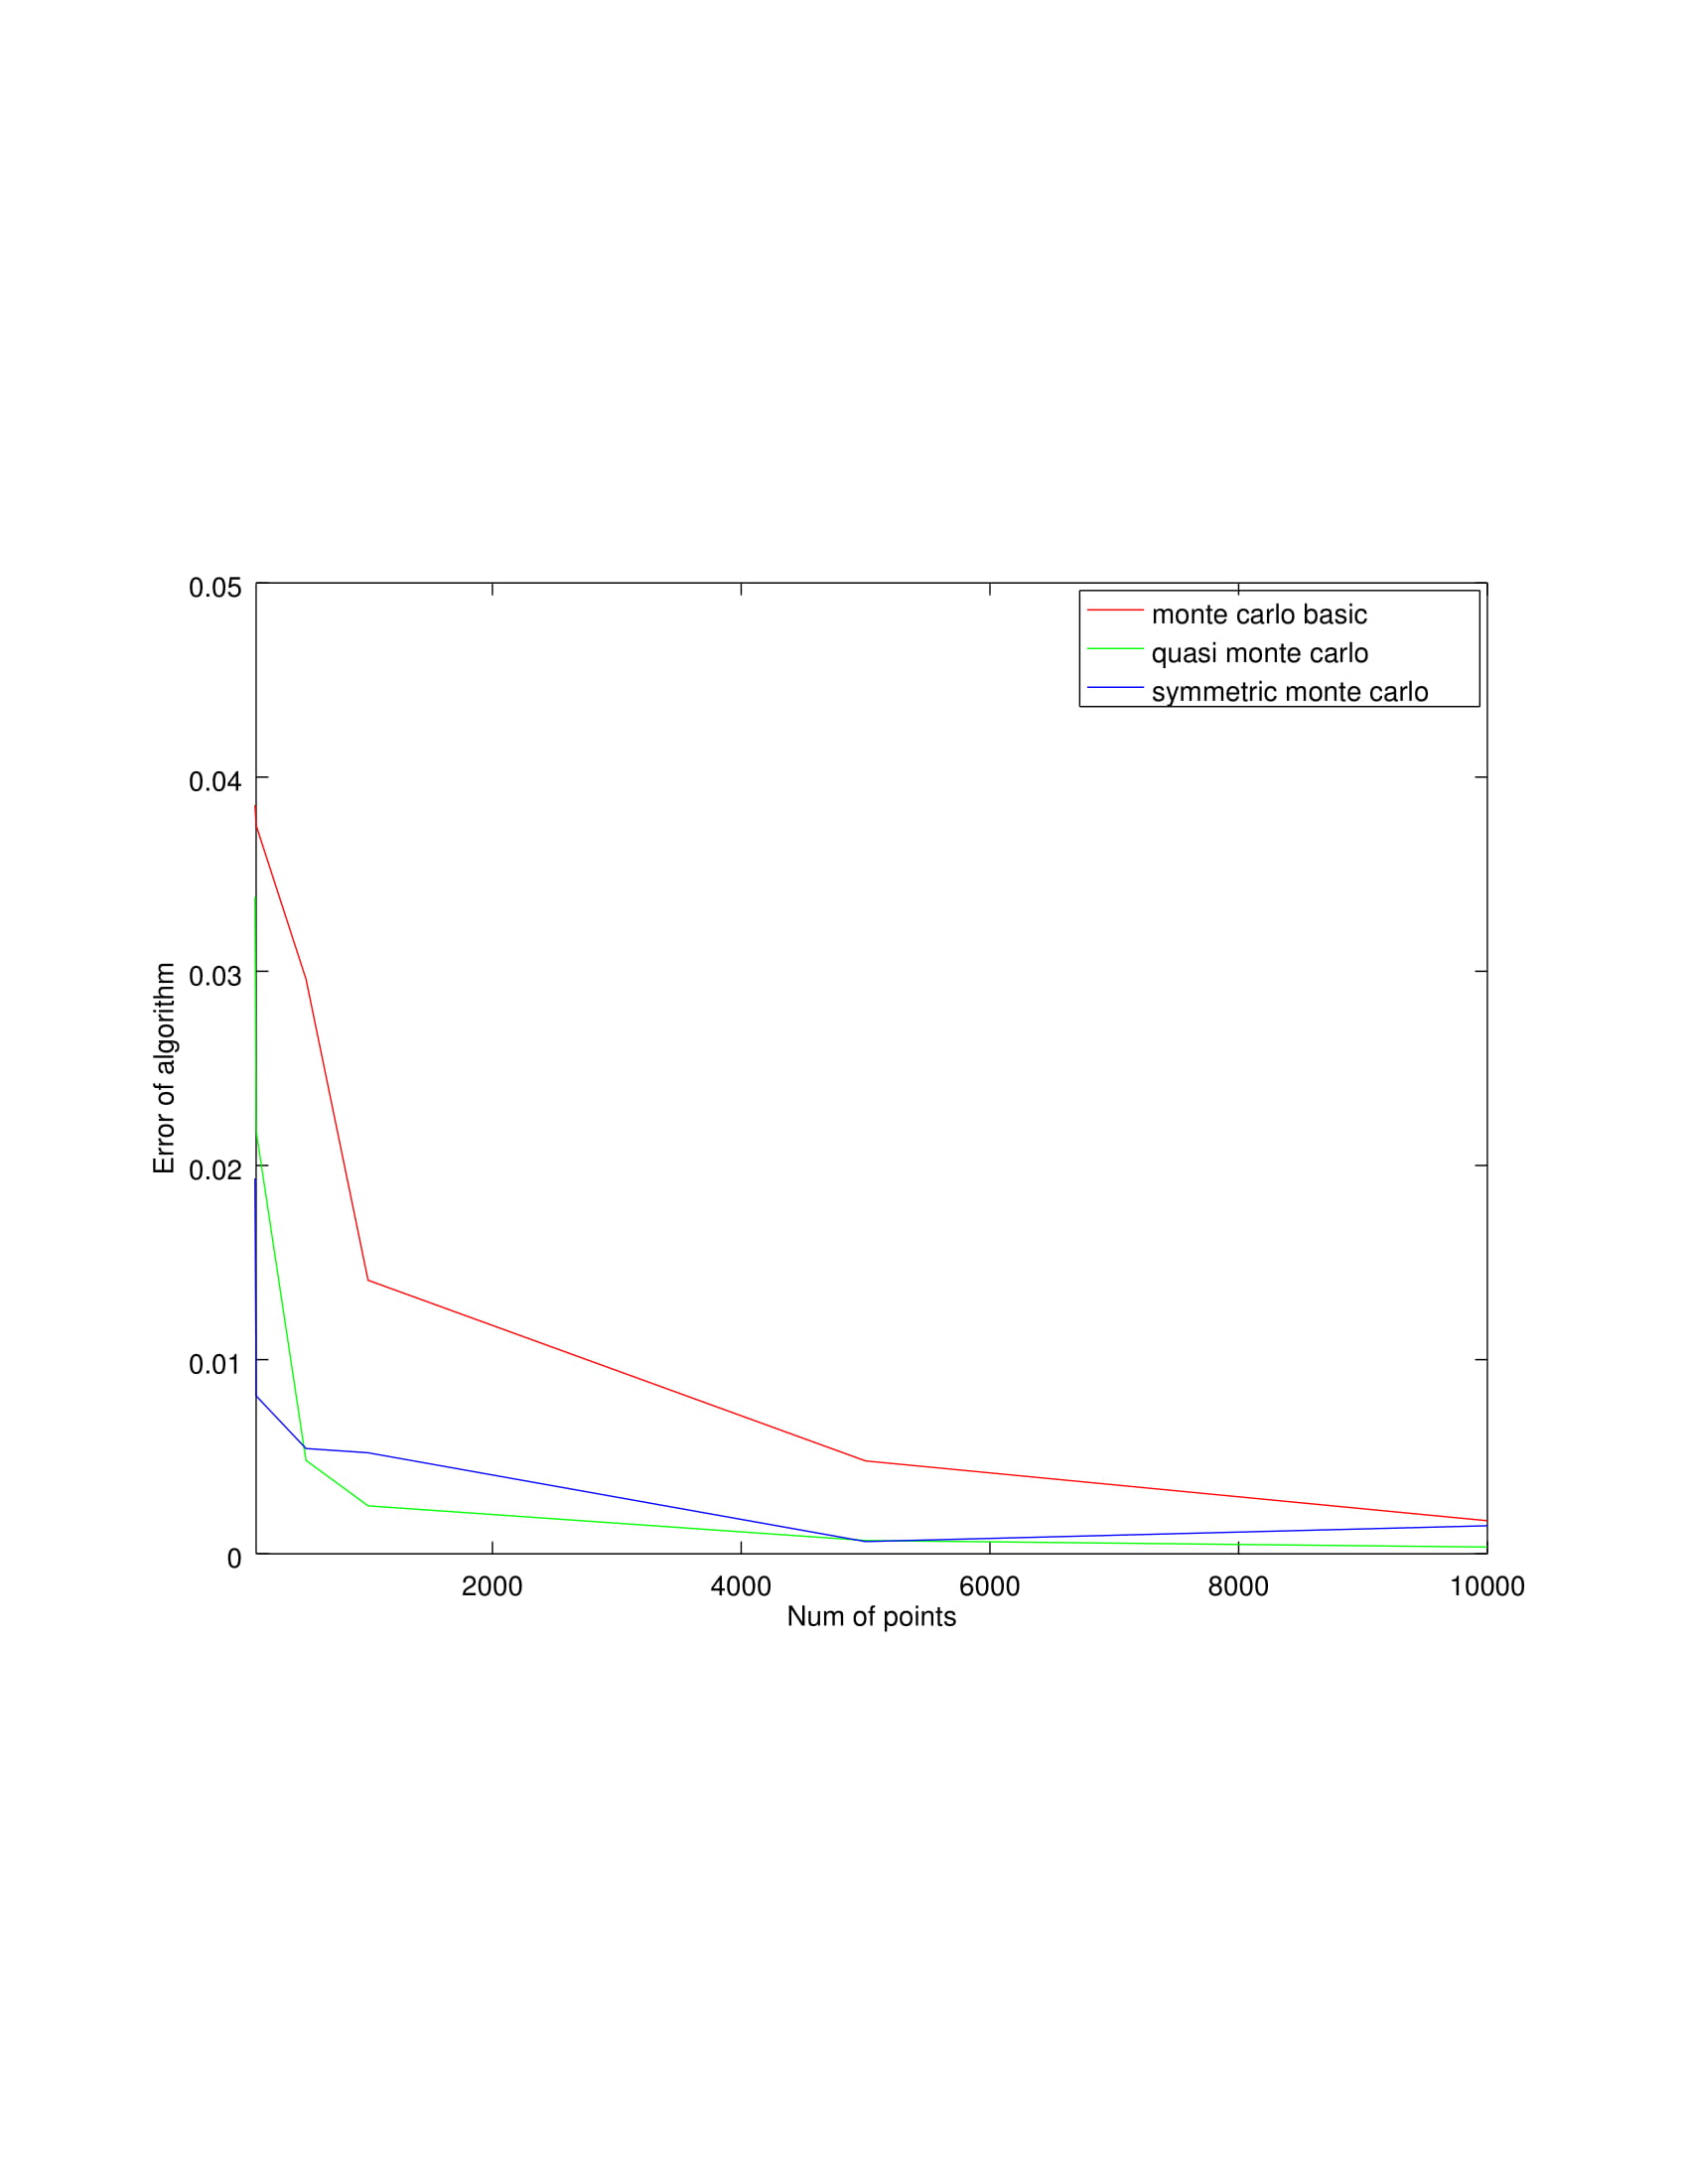 0.05
monte carlo basic
quasi monte carlo
symmetric monte carlo
0.04
0.03
Error of algorithm
0.02
0.01
0
2000 4000 6000 8000 10000
Num of points